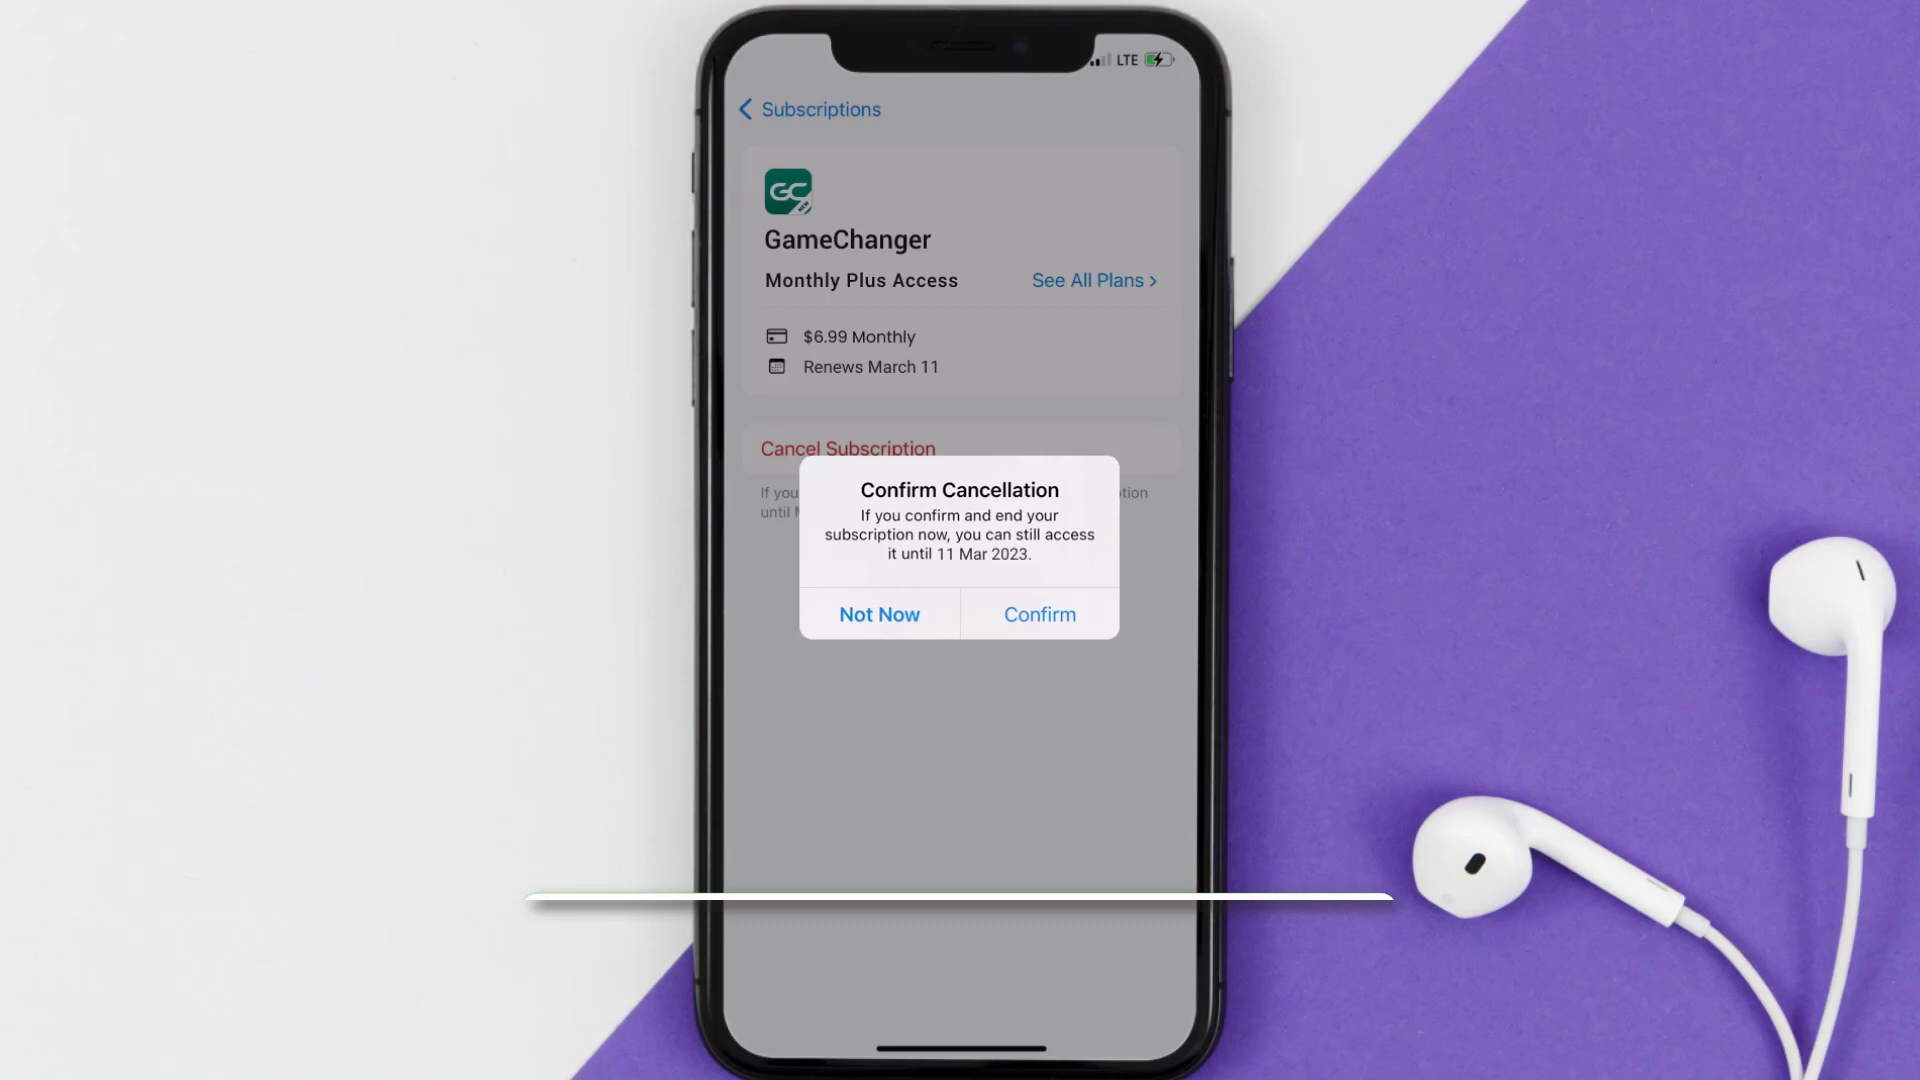 LTE
Subscriptions
GC
NEW
GameChanger
Monthly Plus Access
See All Plans >
$6.99 Monthly
Renews March 11
Cancel Subscription
If you
tion
until
Confirm Cancellation
If you confirm and end your
subscription now, you can still access
it until 11 Mar 2023.
Not Now
Confirm